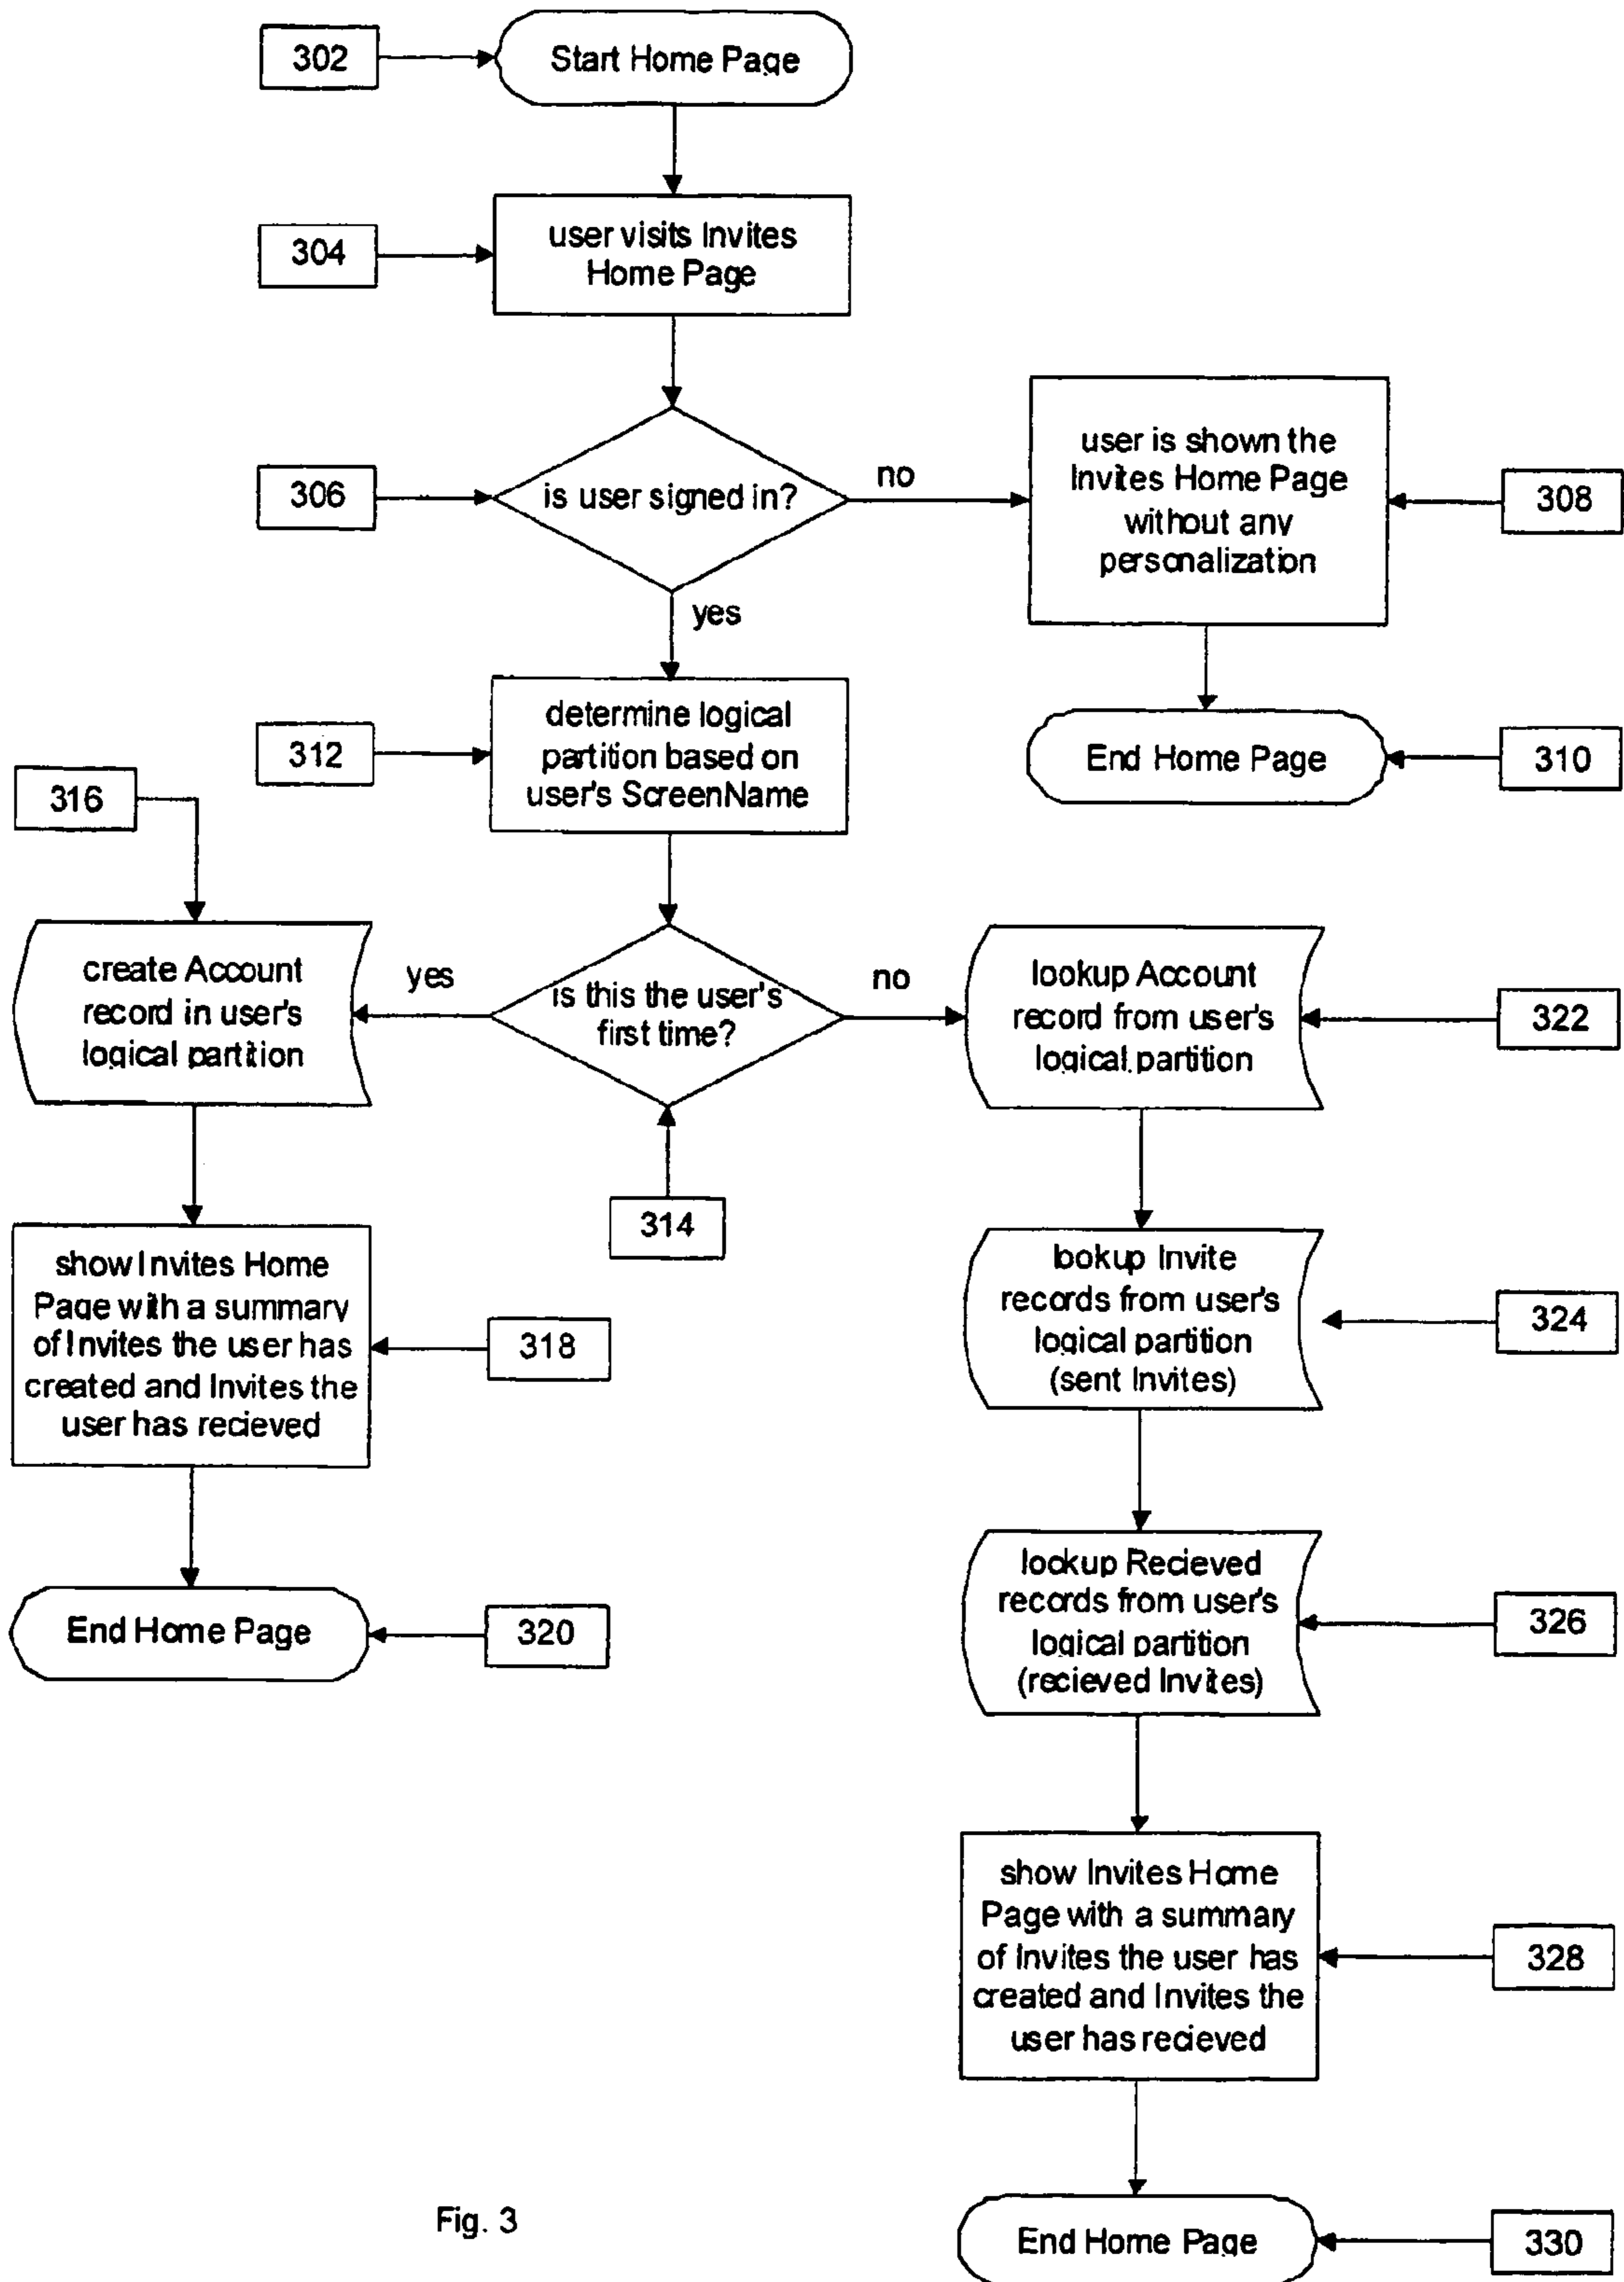 302
Start Home Page
304
user visits Invites
Home Page
306
is user signed in?
no
user is shown the
Invites Home Page
without any
personalization
308
yes
312
determine logical
partition based on
user's ScreenName
End Home Page
310
316
create Account
record in user's
logical partition
yes
is this the user's
first time?
no
lookup Account
record from user's
logical partition
322
314
show Invites Home
Page with a summary
of Invites the user has
created and Invites the
user has recieved
318
lookup Invite
records from user's
logical partition
(sent Invites)
324
End Home Page
320
lookup Recieved
records from user's
logical partition
(recieved Invites)
326
show Invites Home
Page with a summary
of Invites the user has
created and Invites the
user has recieved
328
Fig. 3
End Home Page
330